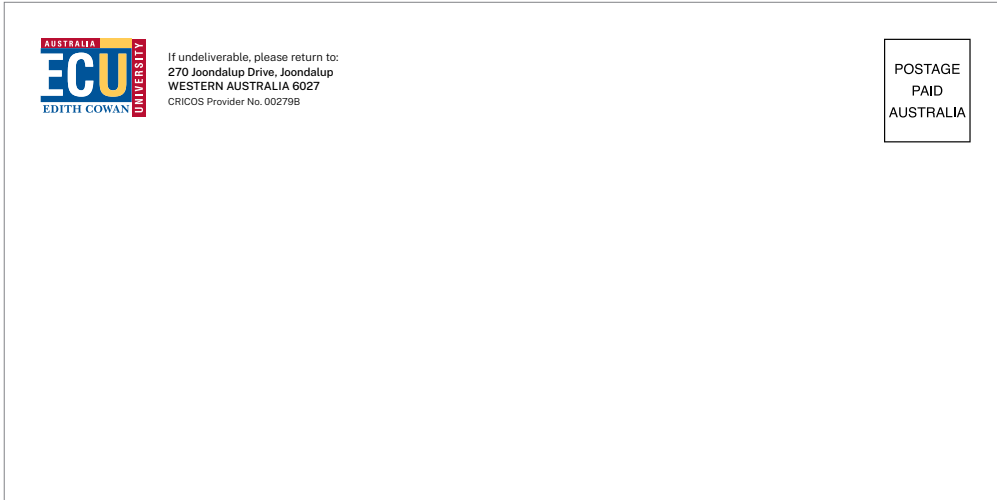 AUSTRALIA
ECU
EDITH COWAN
UNIVERSITY
If undeliverable, please return to:
270 Joondalup Drive, Joondalup
WESTERN AUSTRALIA 6027
CRICOS Provider No. 00279B
POSTAGE
PAID
AUSTRALIA